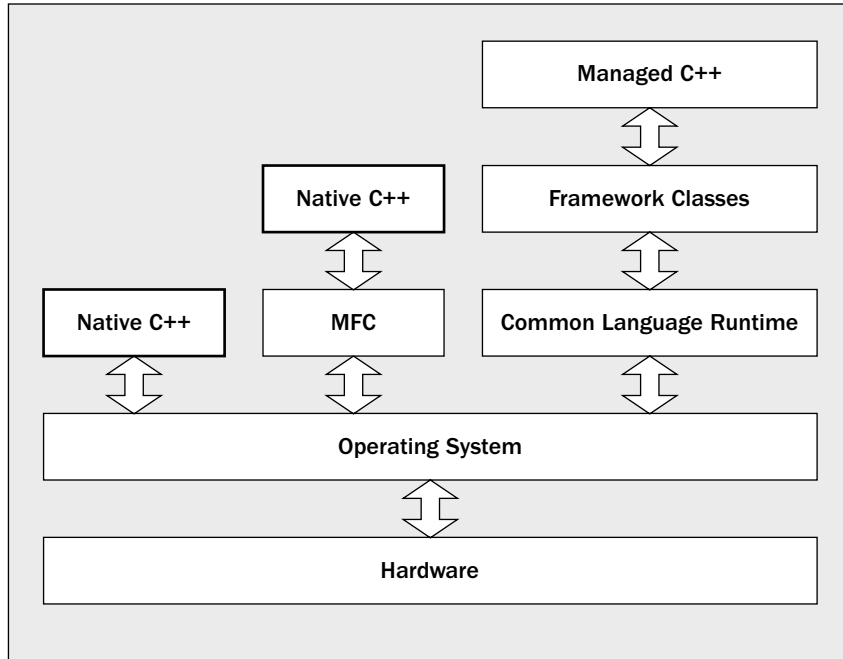 Managed C++
Native C++
Framework Classes
Native C++
MFC
Common Language Runtime
Operating System
Hardware